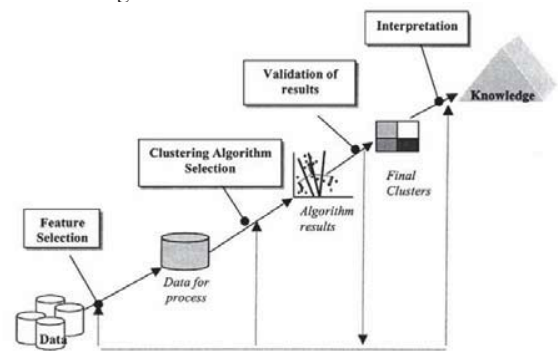 Interpretation
Validation of
results
Knowledge
Clustering Algorithm
Selection
Final
Clusters
Algorithm
results
Feature
Selection
Data for
process
Data